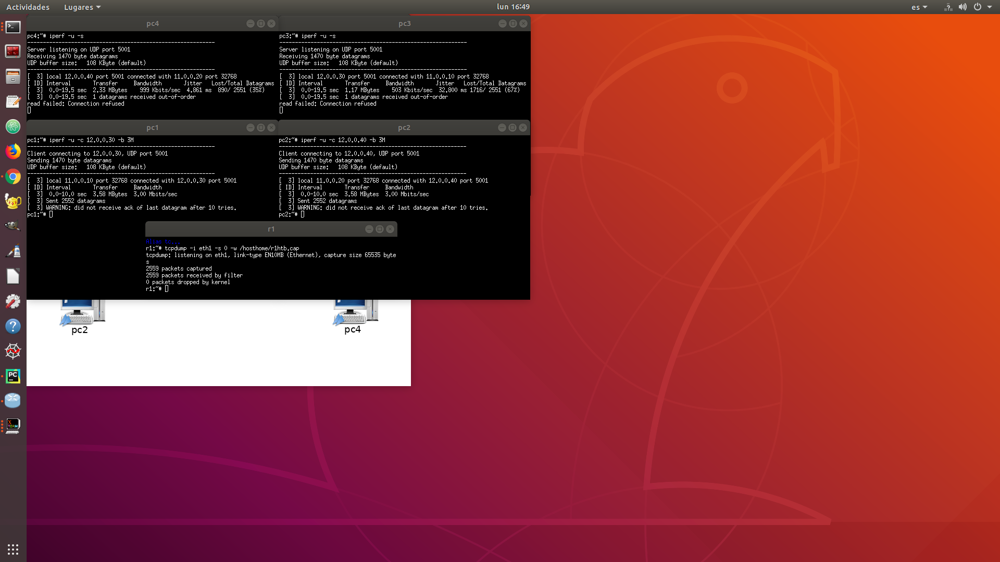 Actividades Lugares lun 16:49 es
pc4
pc4:~# iperf -u -s
------------------------------------------------------------
Server listening on UDP port 5001
Receiving 1470 byte datagrams
UDP buffer size:   108 KByte (default)
------------------------------------------------------------
[  3] local 12.0.0.40 port 5001 connected with 11.0.0.20 port 32768
[ ID] Interval       Transfer     Bandwidth       Jitter   Lost/Total Datagrams
[  3]  0.0-19.5 sec  2.33 MBytes    999 Kbits/sec  4.861 ms  890/ 2551 (35%)
[  3]  0.0-19.5 sec  1 datagrams received out-of-order
read failed: Connection refused
pc3
pc3:~# iperf -u -s
------------------------------------------------------------
Server listening on UDP port 5001
Receiving 1470 byte datagrams
UDP buffer size:   108 KByte (default)
------------------------------------------------------------
[  3] local 12.0.0.30 port 5001 connected with 11.0.0.10 port 32768
[ ID] Interval       Transfer     Bandwidth       Jitter   Lost/Total Datagrams
[  3]  0.0-19.5 sec  1.17 MBytes    503 Kbits/sec  32.800 ms 1716/ 2551 (67%)
[  3]  0.0-19.5 sec  1 datagrams received out-of-order
read failed: Connection refused
pc1
pc1:~# iperf -u -c 12.0.0.30 -b 3M
------------------------------------------------------------
Client connecting to 12.0.0.30, UDP port 5001
Sending 1470 byte datagrams
UDP buffer size:   108 KByte (default)
------------------------------------------------------------
[  3] local 11.0.0.10 port 32768 connected with 12.0.0.30 port 5001
[ ID] Interval       Transfer     Bandwidth
[  3]  0.0-10.0 sec  3.58 MBytes  3.00 Mbits/sec
[  3] Sent 2552 datagrams
[  3] WARNING: did not receive ack of last datagram after 10 tries.
pc1:~#
pc2
pc2:~# iperf -u -c 12.0.0.40 -b 3M
------------------------------------------------------------
Client connecting to 12.0.0.40, UDP port 5001
Sending 1470 byte datagrams
UDP buffer size:   108 KByte (default)
------------------------------------------------------------
[  3] local 11.0.0.20 port 32768 connected with 12.0.0.40 port 5001
[ ID] Interval       Transfer     Bandwidth
[  3]  0.0-10.0 sec  3.58 MBytes  3.00 Mbits/sec
[  3] Sent 2552 datagrams
[  3] WARNING: did not receive ack of last datagram after 10 tries.
pc2:~#
r1
r1:~# tcpdump -i eth1 -s 0 -w /hosthome/r1htb.cap
tcpdump: listening on eth1, link-type EN10MB (Ethernet), capture size 65535 byte
s
2559 packets captured
2559 packets received by filter
0 packets dropped by kernel
r1:~#
pc2
pc4
PC
X
TERM